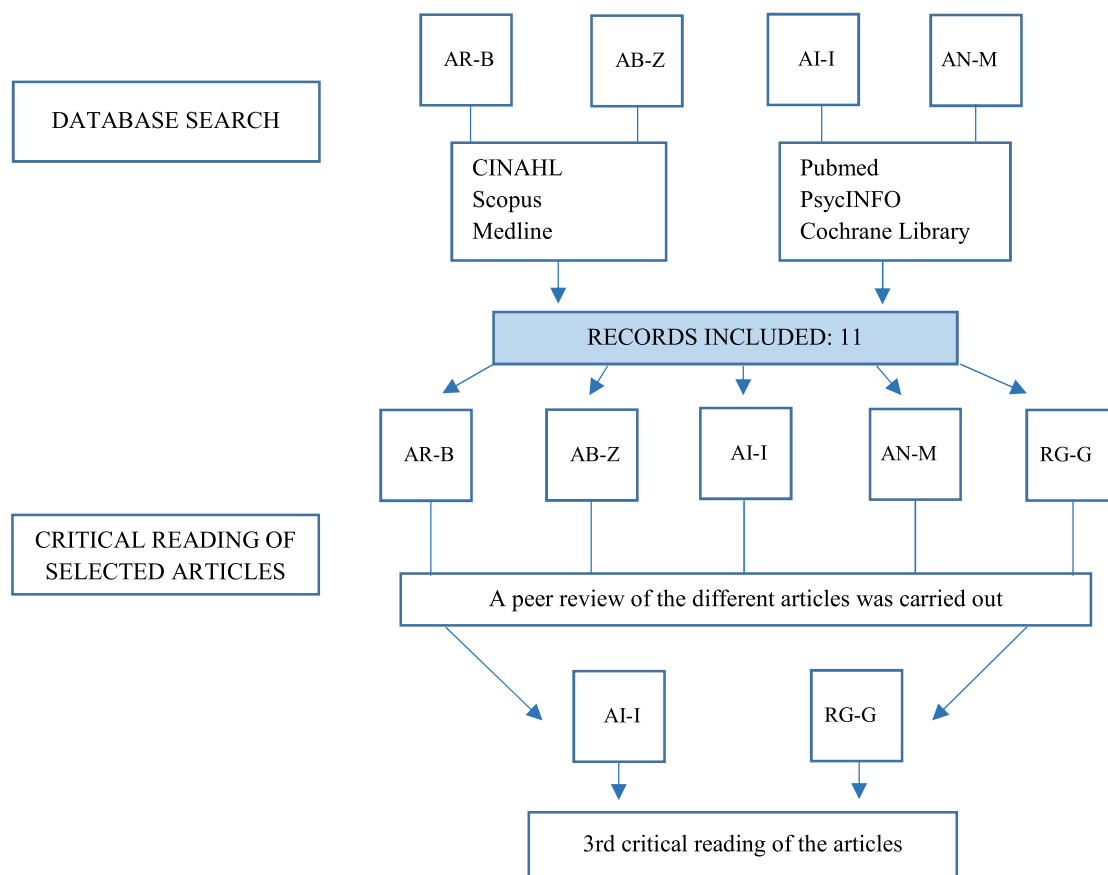 AR-B
AB-Z
AI-I
AN-M
DATABASE SEARCH
CINAHL
Scopus
Medline
Pubmed
PsycINFO
Cochrane Library
RECORDS INCLUDED: 11
AR-B
AB-Z
AI-I
AN-M
RG-G
CRITICAL READING OF
SELECTED ARTICLES
A peer review of the different articles was carried out
AI-I
RG-G
3rd critical reading of the articles